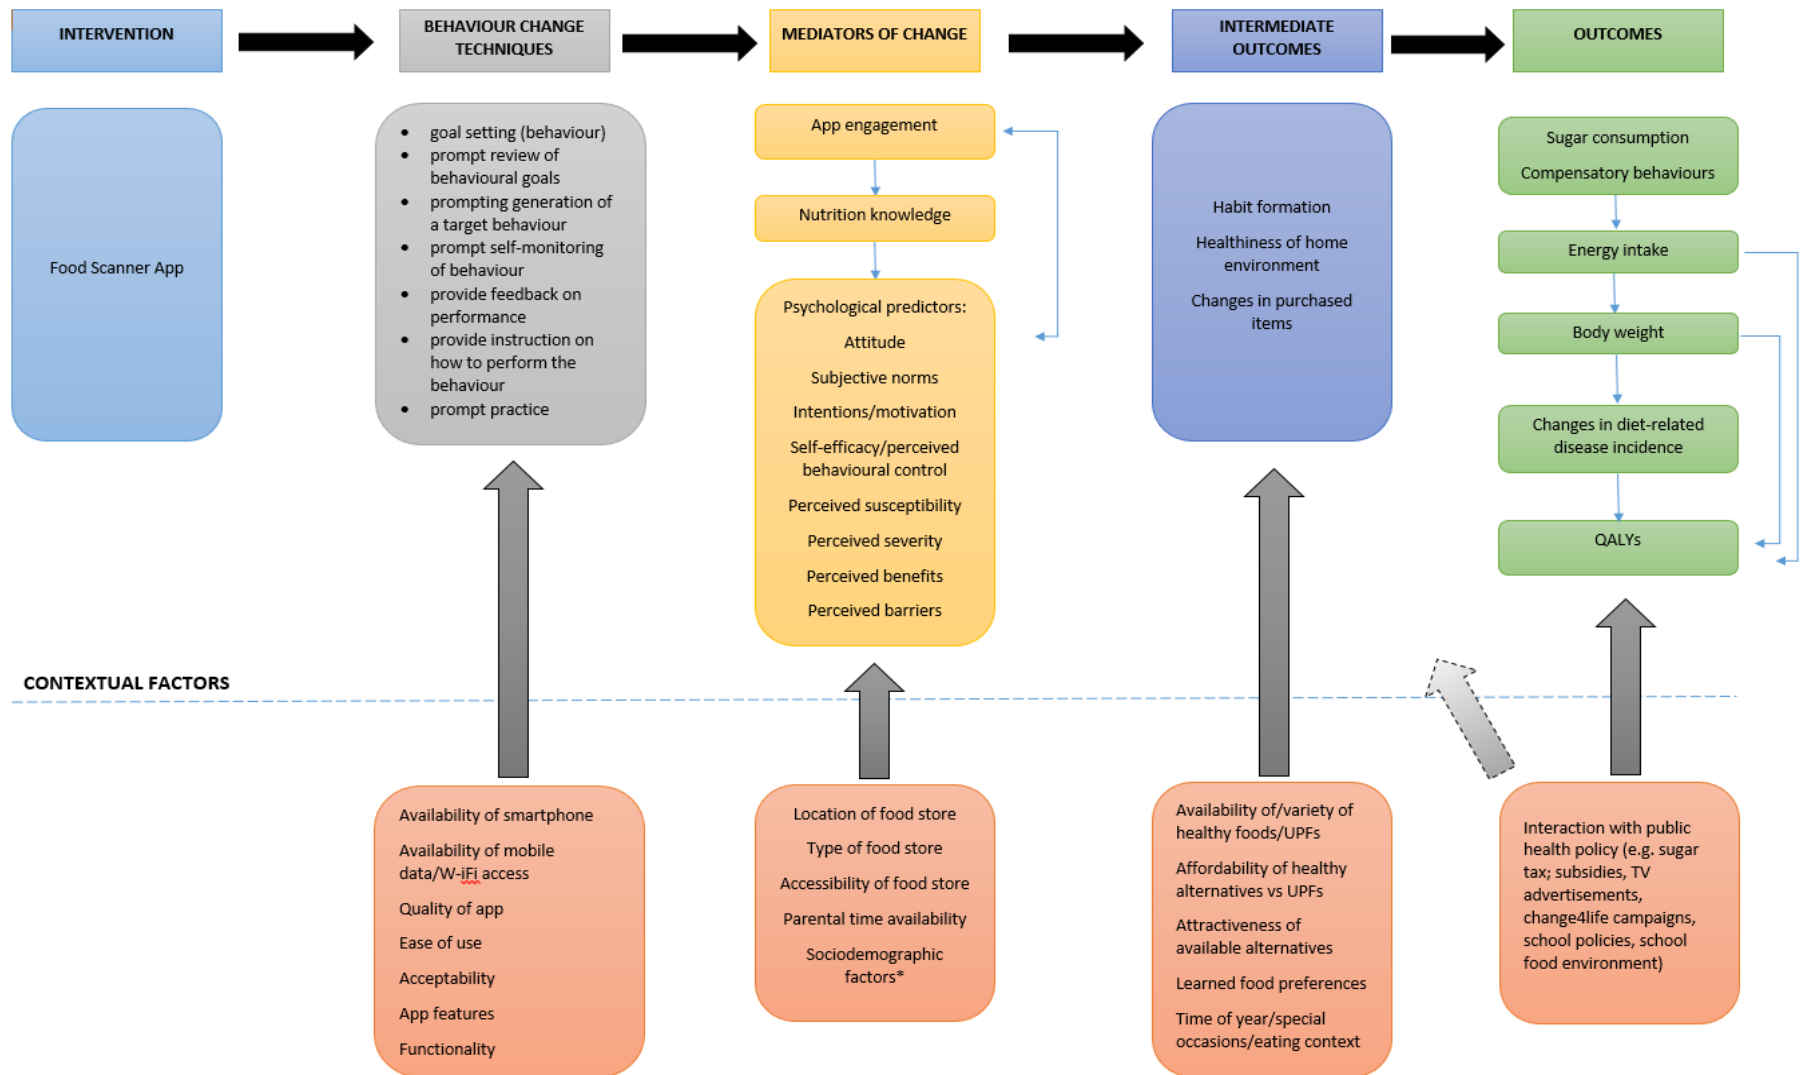 INTERVENTION
BEHAVIOUR CHANGE
TECHNIQUES
MEDIATORS OF CHANGE
INTERMEDIATE
OUTCOMES
OUTCOMES
Food Scanner App
• goal setting (behaviour)
• prompt review of
behavioural goals
• prompting generation of
a target behaviour
• prompt self-monitoring
of behaviour
• provide feedback on
performance
• provide instruction on
how to perform the
behaviour
• prompt practice
App engagement
Nutrition knowledge
Psychological predictors:
Attitude
Subjective norms
Intentions/motivation
Self-efficacy/perceived
behavioural control
Perceived susceptibility
Perceived severity
Perceived benefits
Perceived barriers
Habit formation
Healthiness of home
environment
Changes in purchased
items
Sugar consumption
Compensatory behaviours
Energy intake
Body weight
Changes in diet-related
disease incidence
QALYs
CONTEXTUAL FACTORS
Availability of smartphone
Availability of mobile
data/W-iFi access
Quality of app
Ease of use
Acceptability
App features
Functionality
Location of food store
Type of food store
Accessibility of food store
Parental time availability
Sociodemographic
factors*
Availability of/variety of
healthy foods/UPFs
Affordability of healthy
alternatives vs UPFs
Attractiveness of
available alternatives
Learned food preferences
Time of year/special
occasions/eating context
Interaction with public
health policy (e.g. sugar
tax; subsidies, TV
advertisements,
change4life campaigns,
school policies, school
food environment)